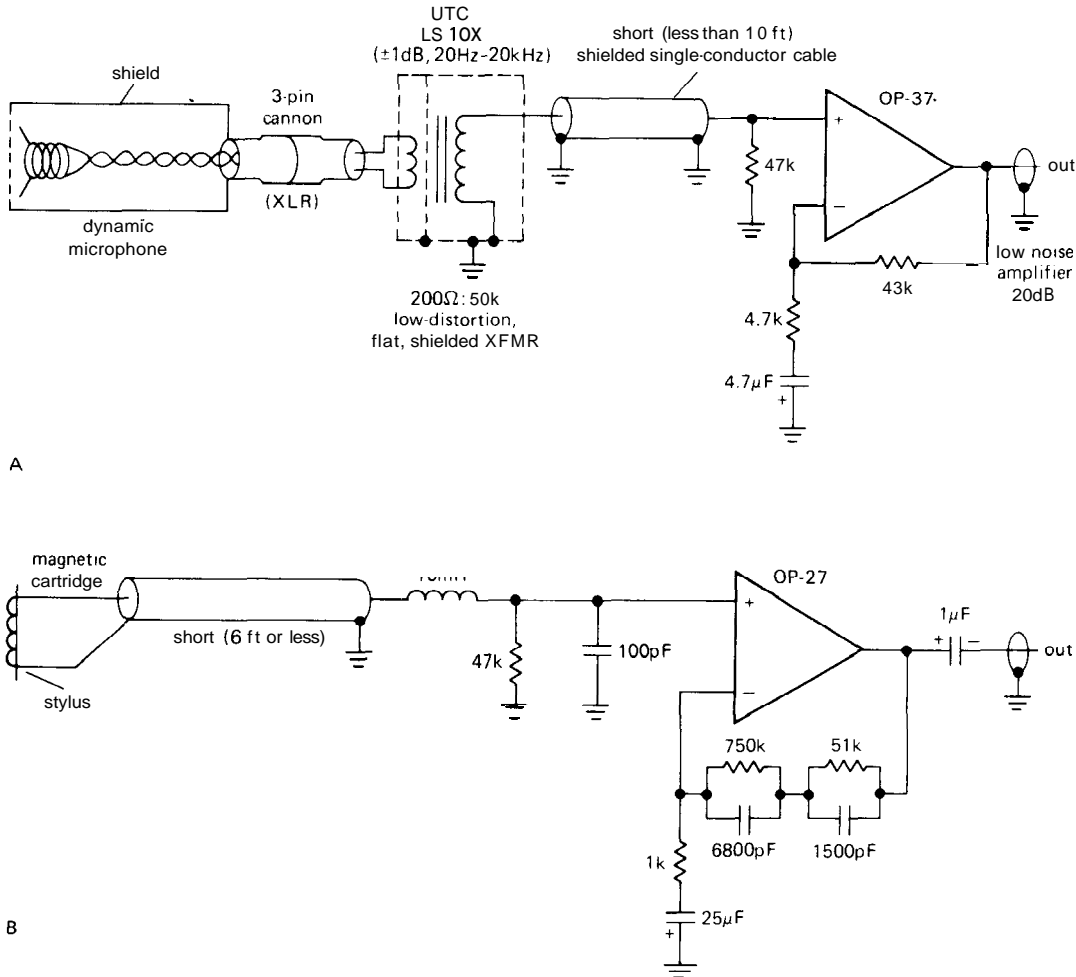 UTC
LS 10X
(±1dB, 20Hz-20kHz)
short (less than 10 ft)
shielded single-conductor cable
shield
3-pin
cannon
(XLR)
dynamic
microphone
200Ω: 50k
low-distortion,
flat, shielded XFMR
47k
OP-37
+
−
out
low noise
amplifier
20dB
43k
4.7k
4.7μF
+
A
magnetic
cartridge
stylus
short (6 ft or less)
47k
100pF
OP-27
+
−
1μF
+ −
out
750k
51k
6800pF
1500pF
1k
25μF
+
B